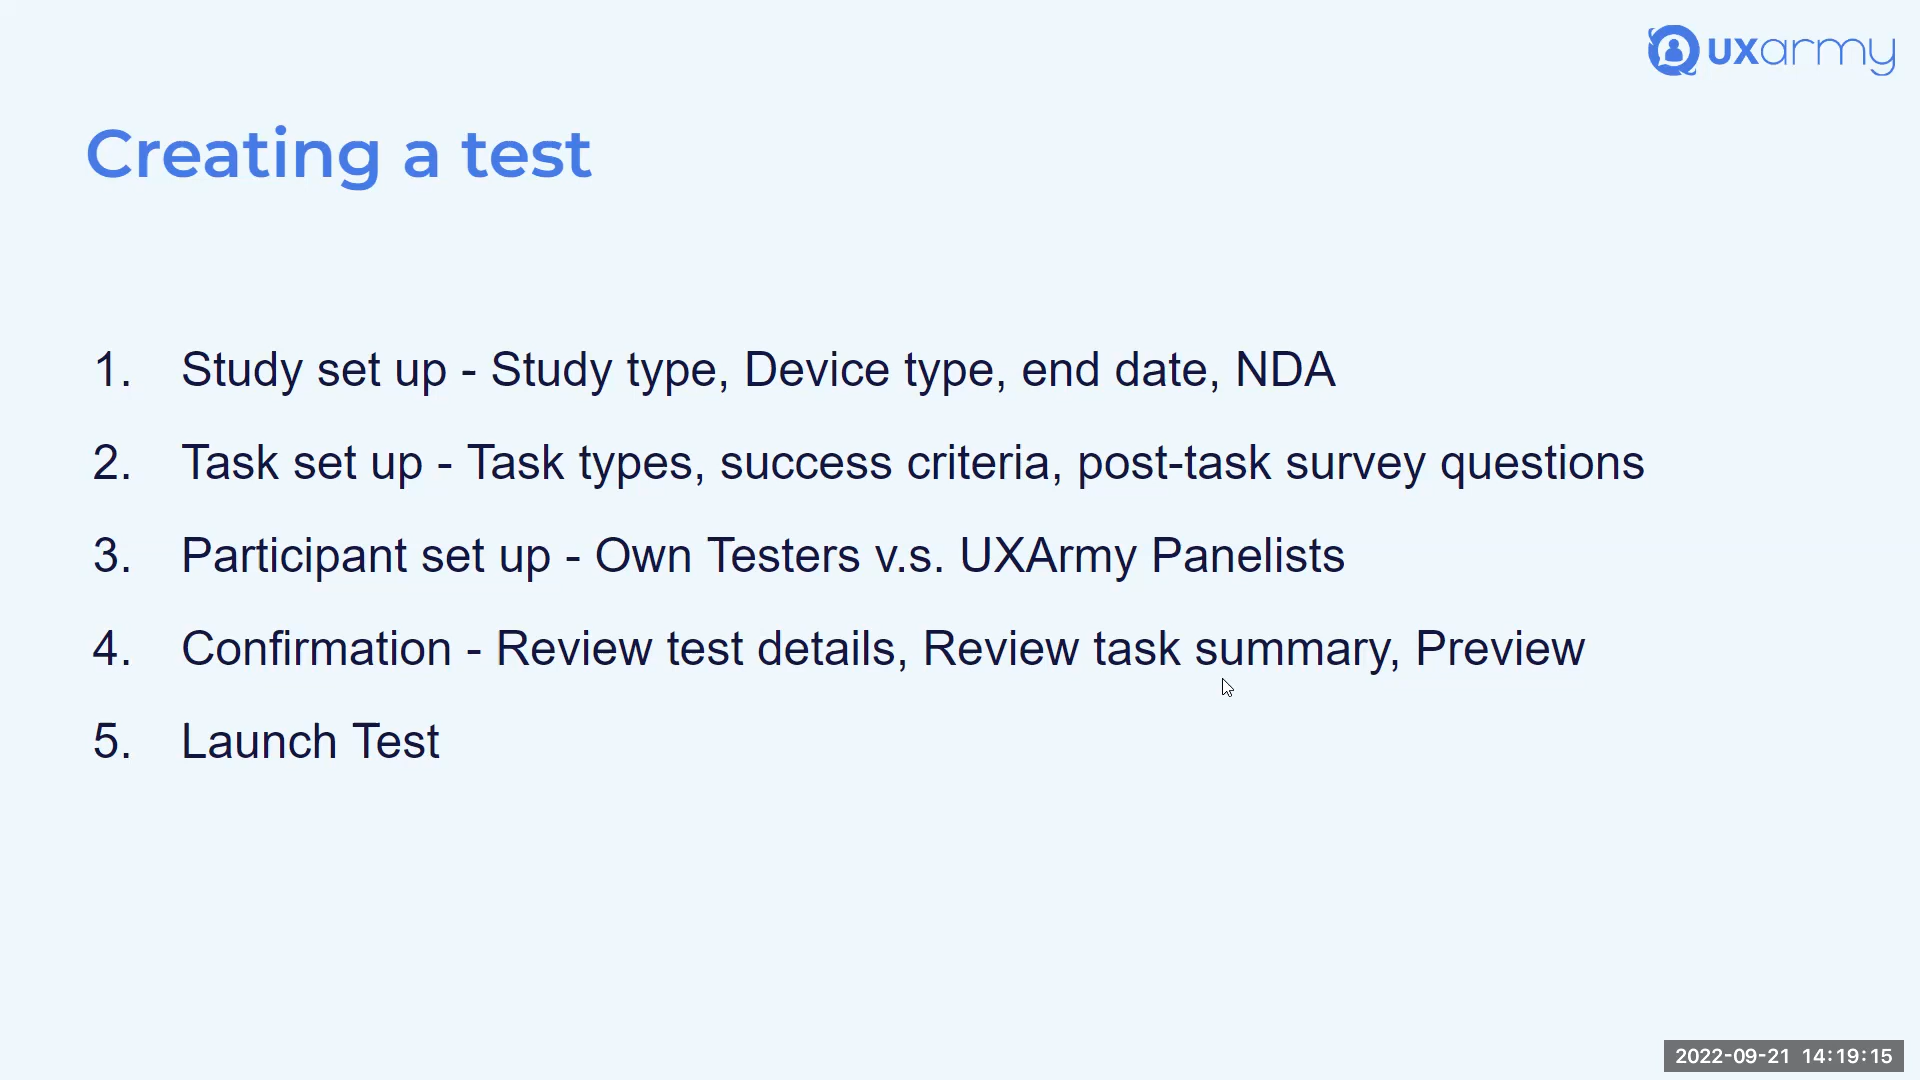 UXarmy
Creating a test
1. Study set up - Study type, Device type, end date, NDA
2. Task set up - Task types, success criteria, post-task survey questions
3. Participant set up - Own Testers v.s. UXArmy Panelists
4. Confirmation - Review test details, Review task summary, Preview
5. Launch Test
2022-09-21 14:19:15